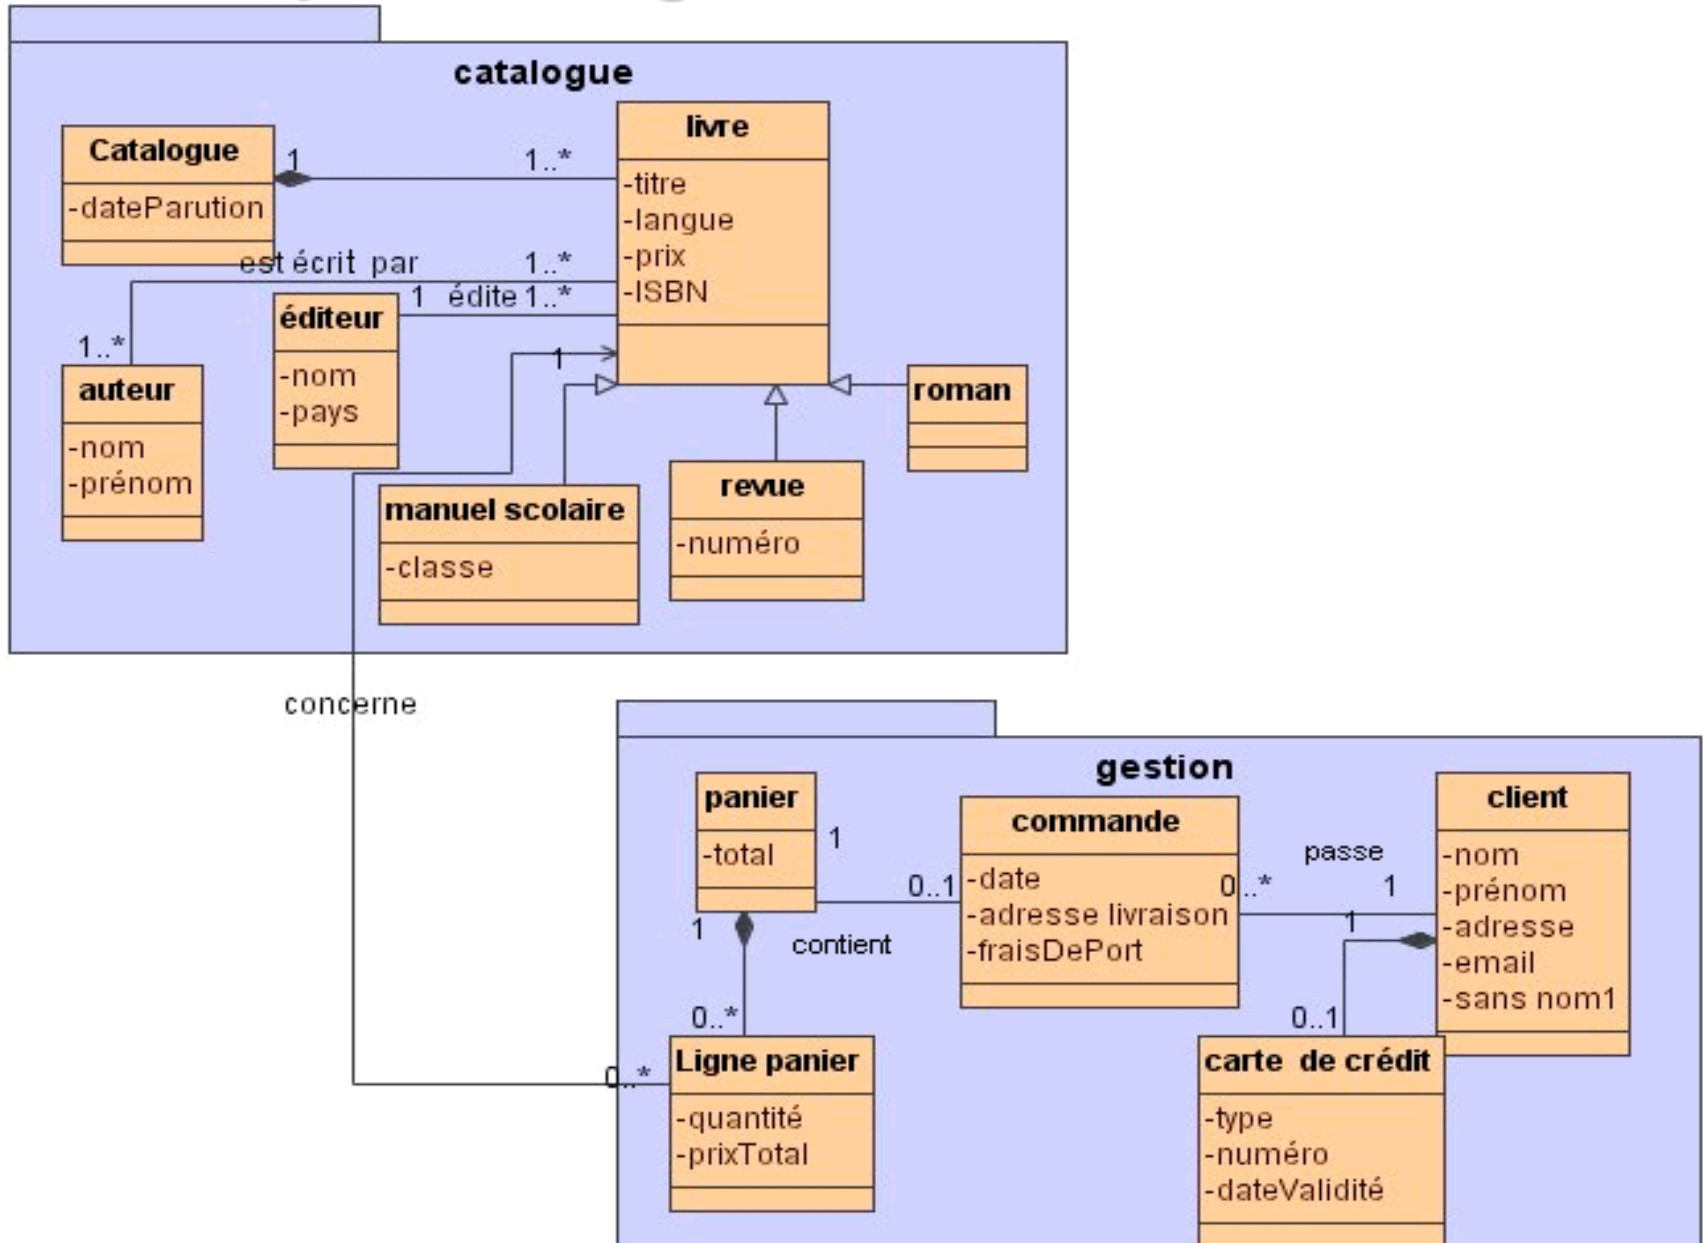 catalogue
Catalogue
-dateParution
1
1..*
livre
-titre
-langue
-prix
-ISBN
est écrit par
1..*
1..*
1
édite
1..*
éditeur
-nom
-pays
auteur
-nom
-prénom
1
manuel scolaire
-classe
revue
-numéro
roman
concerne
0..*
gestion
panier
-total
1
0..1
commande
-date
-adresse livraison
-fraisDePort
0..*
passe
1
client
-nom
-prénom
-adresse
-email
-sans nom1
1
contient
0..*
Ligne panier
-quantité
-prixTotal
1
0..1
carte de crédit
-type
-numéro
-dateValidité